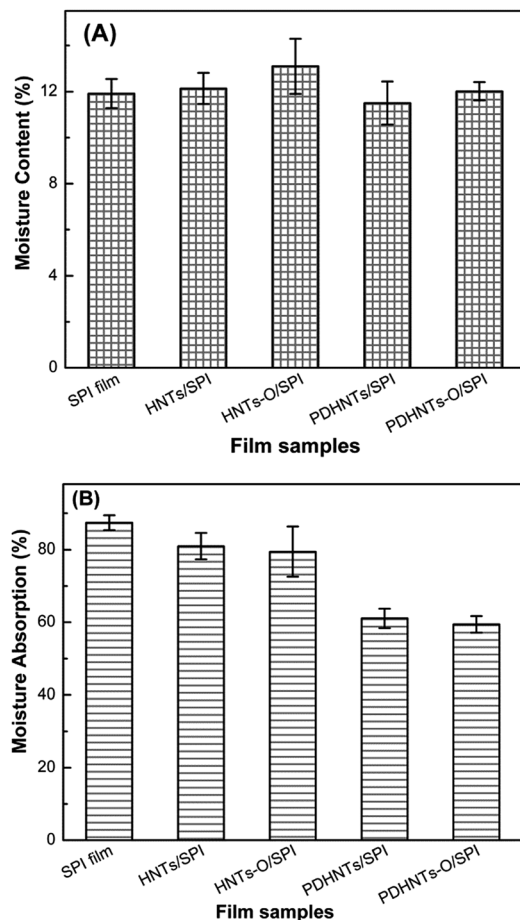 (A)
Moisture Content (%)
12
8
4
0
SPI film
HNTs/SPI
HNTs-O/SPI
PDHNTs/SPI
PDHNTs-O/SPI
Film samples
(B)
Moisture Absorption (%)
80
60
40
20
0
SPI film
HNTs/SPI
HNTs-O/SPI
PDHNTs/SPI
PDHNTs-O/SPI
Film samples